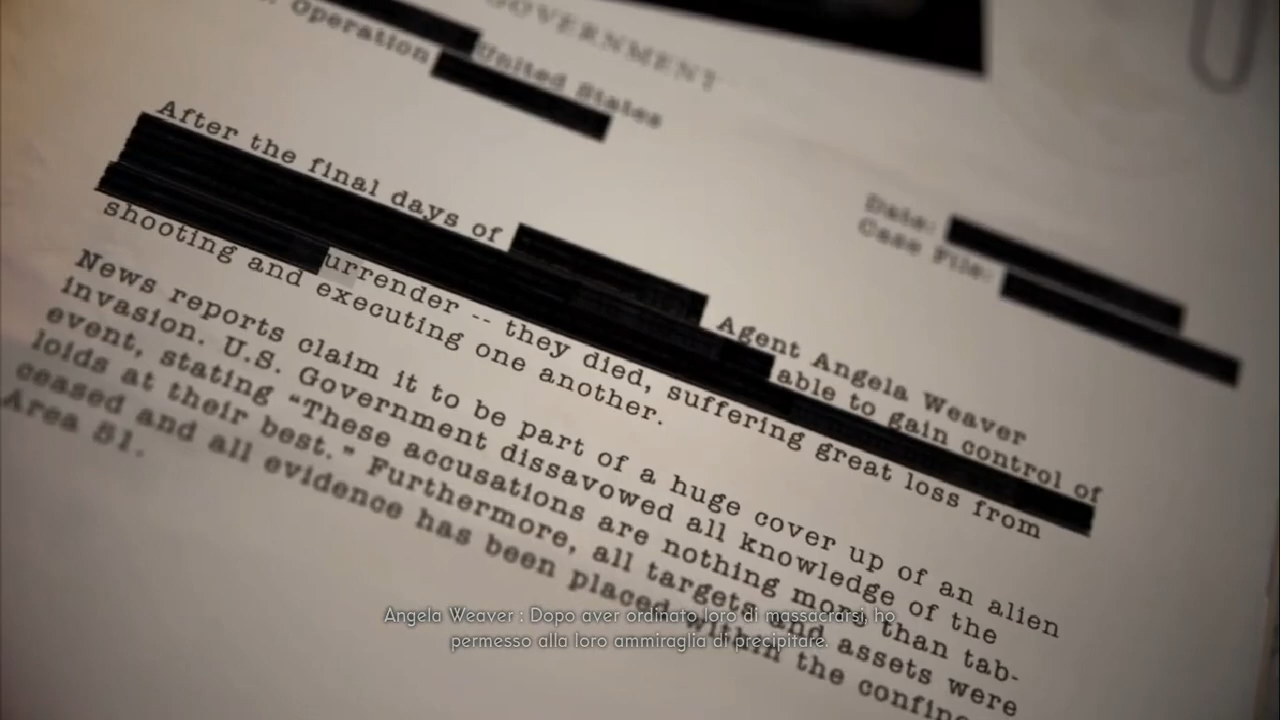 GOVERNMENT
United States
Operation
Date:
Case File:
After the final days of Agent Angela Weaver
able to gain control of
urrender -- they died, suffering great loss from
shooting and executing one another.
News reports claim it to be part of a huge cover up of an alien
invasion. U.S. Government dissavowed all knowledge of the
event, stating “These accusations are nothing more than tab-
loids at their best.” Furthermore, all targets and assets were
ceased and all evidence has been placed within the
Area 51.
Angela Weaver : Dopo aver ordinato loro di massacrarsi, ho
permesso alla loro ammiraglia di precipitare.